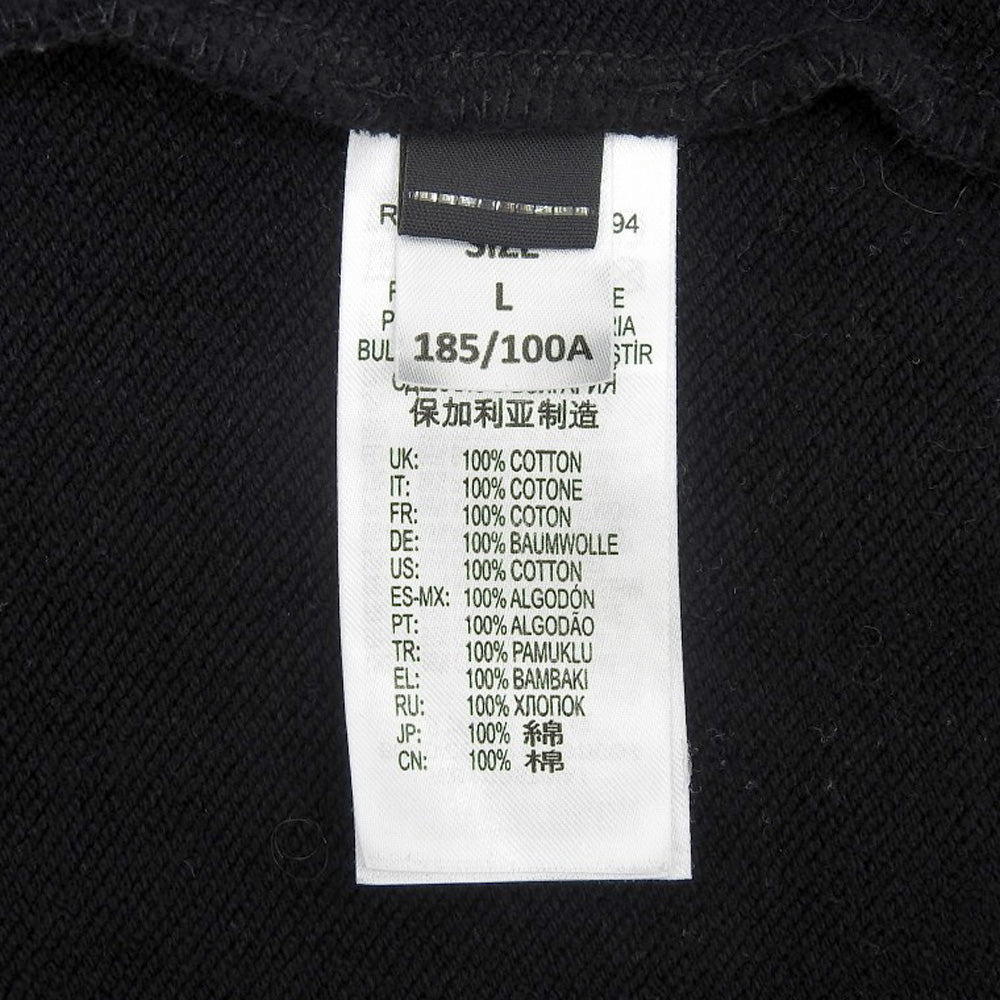 94
SIZE
L
185/100A
保加利亚制造
UK: 100% COTTON
IT: 100% COTONE
FR: 100% COTON
DE: 100% BAUMWOLLE
US: 100% COTTON
ES-MX: 100% ALGODÓN
PT: 100% ALGODÃO
TR: 100% PAMUKLU
EL: 100% BAMBAKI
RU: 100% ХЛОПОК
JP: 100% 綿
CN: 100% 棉